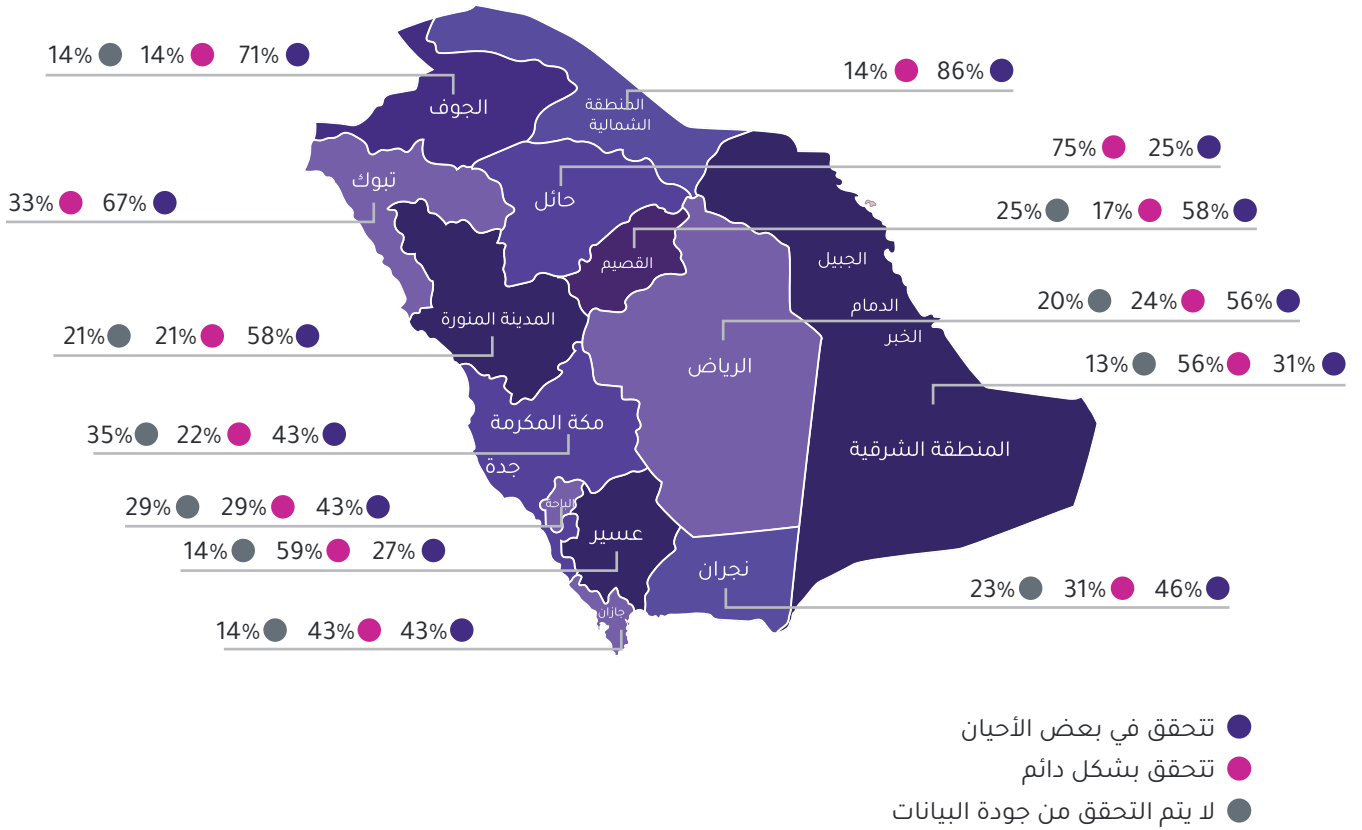 14% 14% 71%
الجوف
14% 86%
المنطقة
الشمالية
75% 25%
حائل
33% 67%
تبوك
25% 17% 58%
القصيم
الجبيل
الدمام
الخبر
20% 24% 56%
الرياض
21% 21% 58%
المدينة المنورة
13% 56% 31%
المنطقة الشرقية
35% 22% 43%
مكة المكرمة
جدة
29% 29% 43%
الباحة
14% 59% 27%
عسير
23% 31% 46%
نجران
14% 43% 43%
جازان
تتحقق في بعض الأحيان
تتحقق بشكل دائم
لا يتم التحقق من جودة البيانات